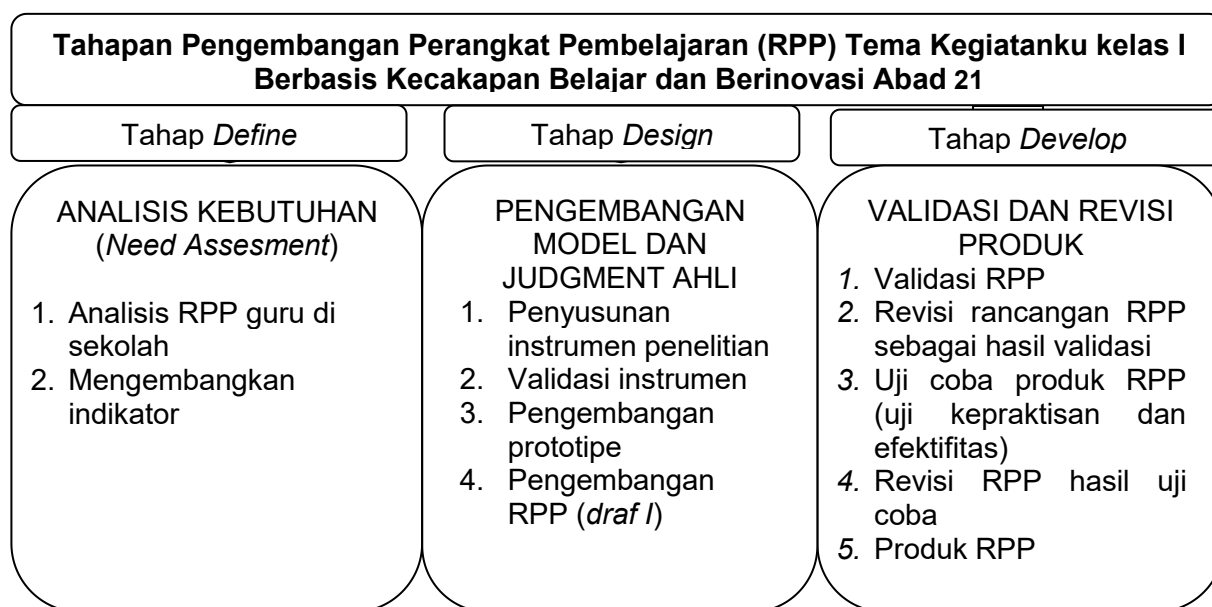 Tahapan Pengembangan Perangkat Pembelajaran (RPP) Tema Kegiatanku kelas I
Berbasis Kecakapan Belajar dan Berinovasi Abad 21
Tahap Define
ANALISIS KEBUTUHAN
(Need Assesment)
1. Analisis RPP guru di
sekolah
2. Mengembangkan
indikator
Tahap Design
PENGEMBANGAN
MODEL DAN
JUDGMENT AHLI
1. Penyusunan
instrumen penelitian
2. Validasi instrumen
3. Pengembangan
prototipe
4. Pengembangan
RPP (draf I)
Tahap Develop
VALIDASI DAN REVISI
PRODUK
1. Validasi RPP
2. Revisi rancangan RPP
sebagai hasil validasi
3. Uji coba produk RPP
(uji kepraktisan dan
efektifitas)
4. Revisi RPP hasil uji
coba
5. Produk RPP